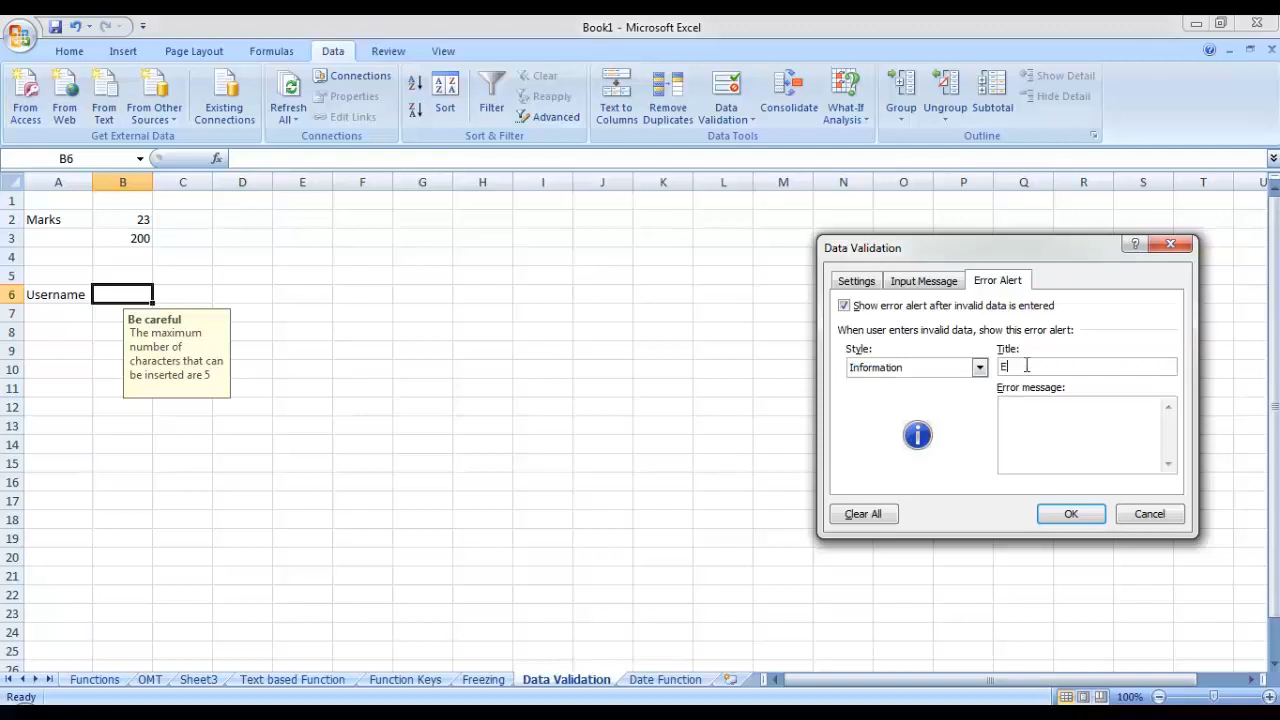 Book1 - Microsoft Excel
Home Insert Page Layout Formulas Data Review View
From Access
From Web
From Text
From Other Sources
Existing Connections
Get External Data
Refresh All
Connections
Properties
Edit Links
Connections
Sort
Filter
Clear
Reapply
Advanced
Sort & Filter
Text to Columns
Remove Duplicates
Data Validation
Consolidate
What-If Analysis
Data Tools
Group
Ungroup
Subtotal
Show Detail
Hide Detail
Outline
B6 fx
A B C D E F G H I J K L M N O P Q R S T U
1
2 Marks 23
3 200
4
5
6 Username
7
8
9
10
11
12
13
14
15
16
17
18
19
20
21
22
23
24
25
26
Be careful
The maximum
number of
characters that can
be inserted are 5
Data Validation
Settings Input Message Error Alert
Show error alert after invalid data is entered
When user enters invalid data, show this error alert:
Style: Title:
Information E
Error message:
Clear All OK Cancel
Functions OMT Sheet3 Text based Function Function Keys Freezing Data Validation Date Function
Ready 100%